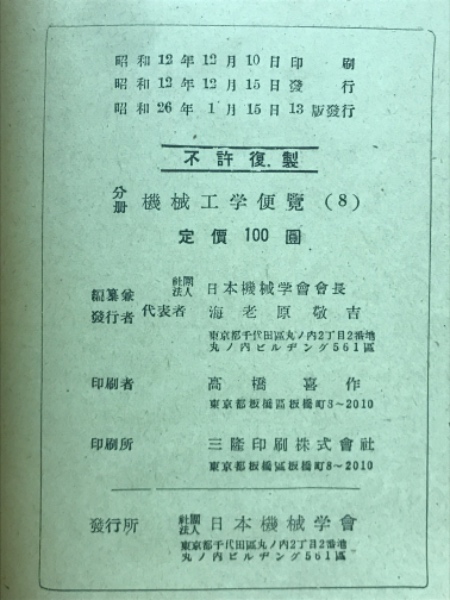 昭和12年12月10日印刷
昭和12年12月15日發行
昭和26年1月15日13版發行
不許復製
分册 機械工学便覽(8)
定價 100 圓
編纂兼發行者 社團法人 日本機械学會會長
代表者 海老原敬吉
東京都千代田區丸ノ内2丁目2番地
丸ノ内ビルヂング561區
印刷者 高橋喜作
東京都板橋區板橋町8~2010
印刷所 三隆印刷株式會社
東京都板橋區板橋町8~2010
發行所 社團法人 日本機械学會
東京都千代田區丸ノ内2丁目2番地
丸ノ内ビルヂング561區